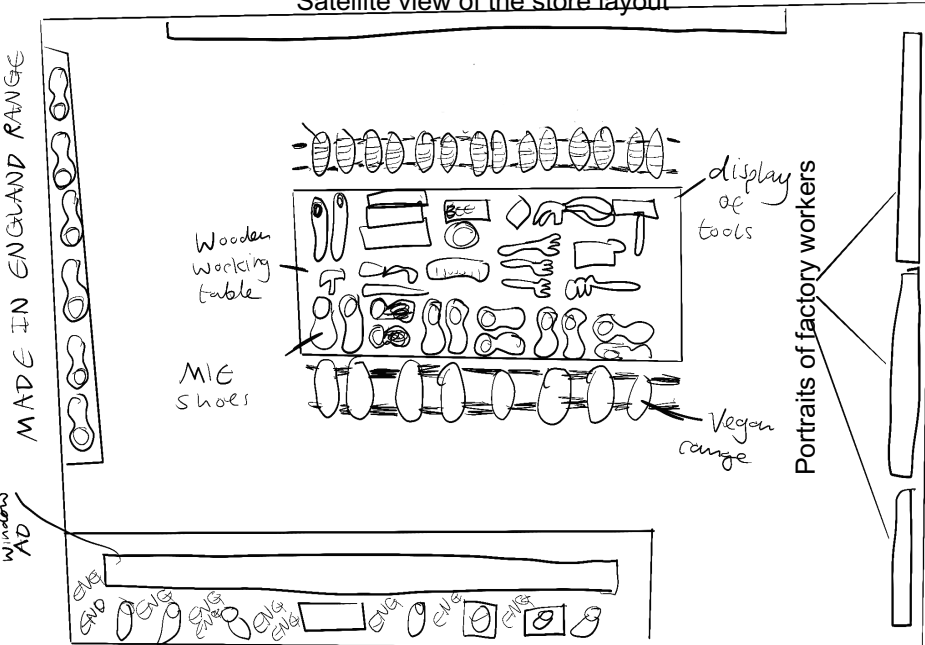 Satellite view of the store layout
MADE IN ENGLAND RANGE
display
of
tools
Wooden
working
table
Portraits of factory workers
MIE
shoes
Vegan
range
Window
AD
ENG
END
ENG
ENG
ENG
ENG
ENG
ENG
ENG
ENG